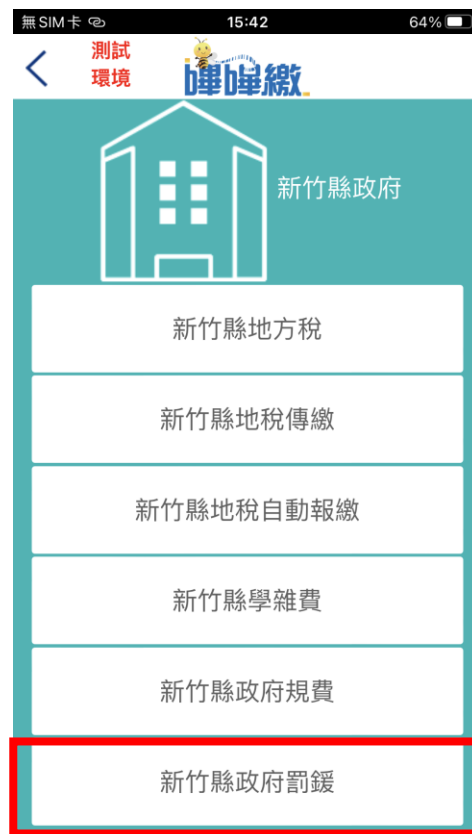 無SIM卡 15:42 64%
測試
環境
嗶嗶繳
新竹縣政府
新竹縣地方稅
新竹縣地稅傳繳
新竹縣地稅自動報繳
新竹縣學雜費
新竹縣政府規費
新竹縣政府罰鍰